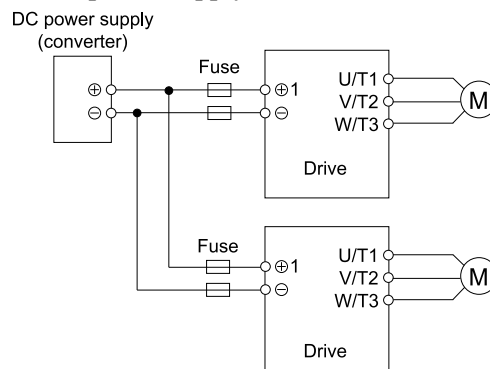 DC power supply
(converter)
⊕
⊖
Fuse
⊕1
⊖
U/T1
V/T2
W/T3
M
Drive
Fuse
⊕1
⊖
U/T1
V/T2
W/T3
M
Drive